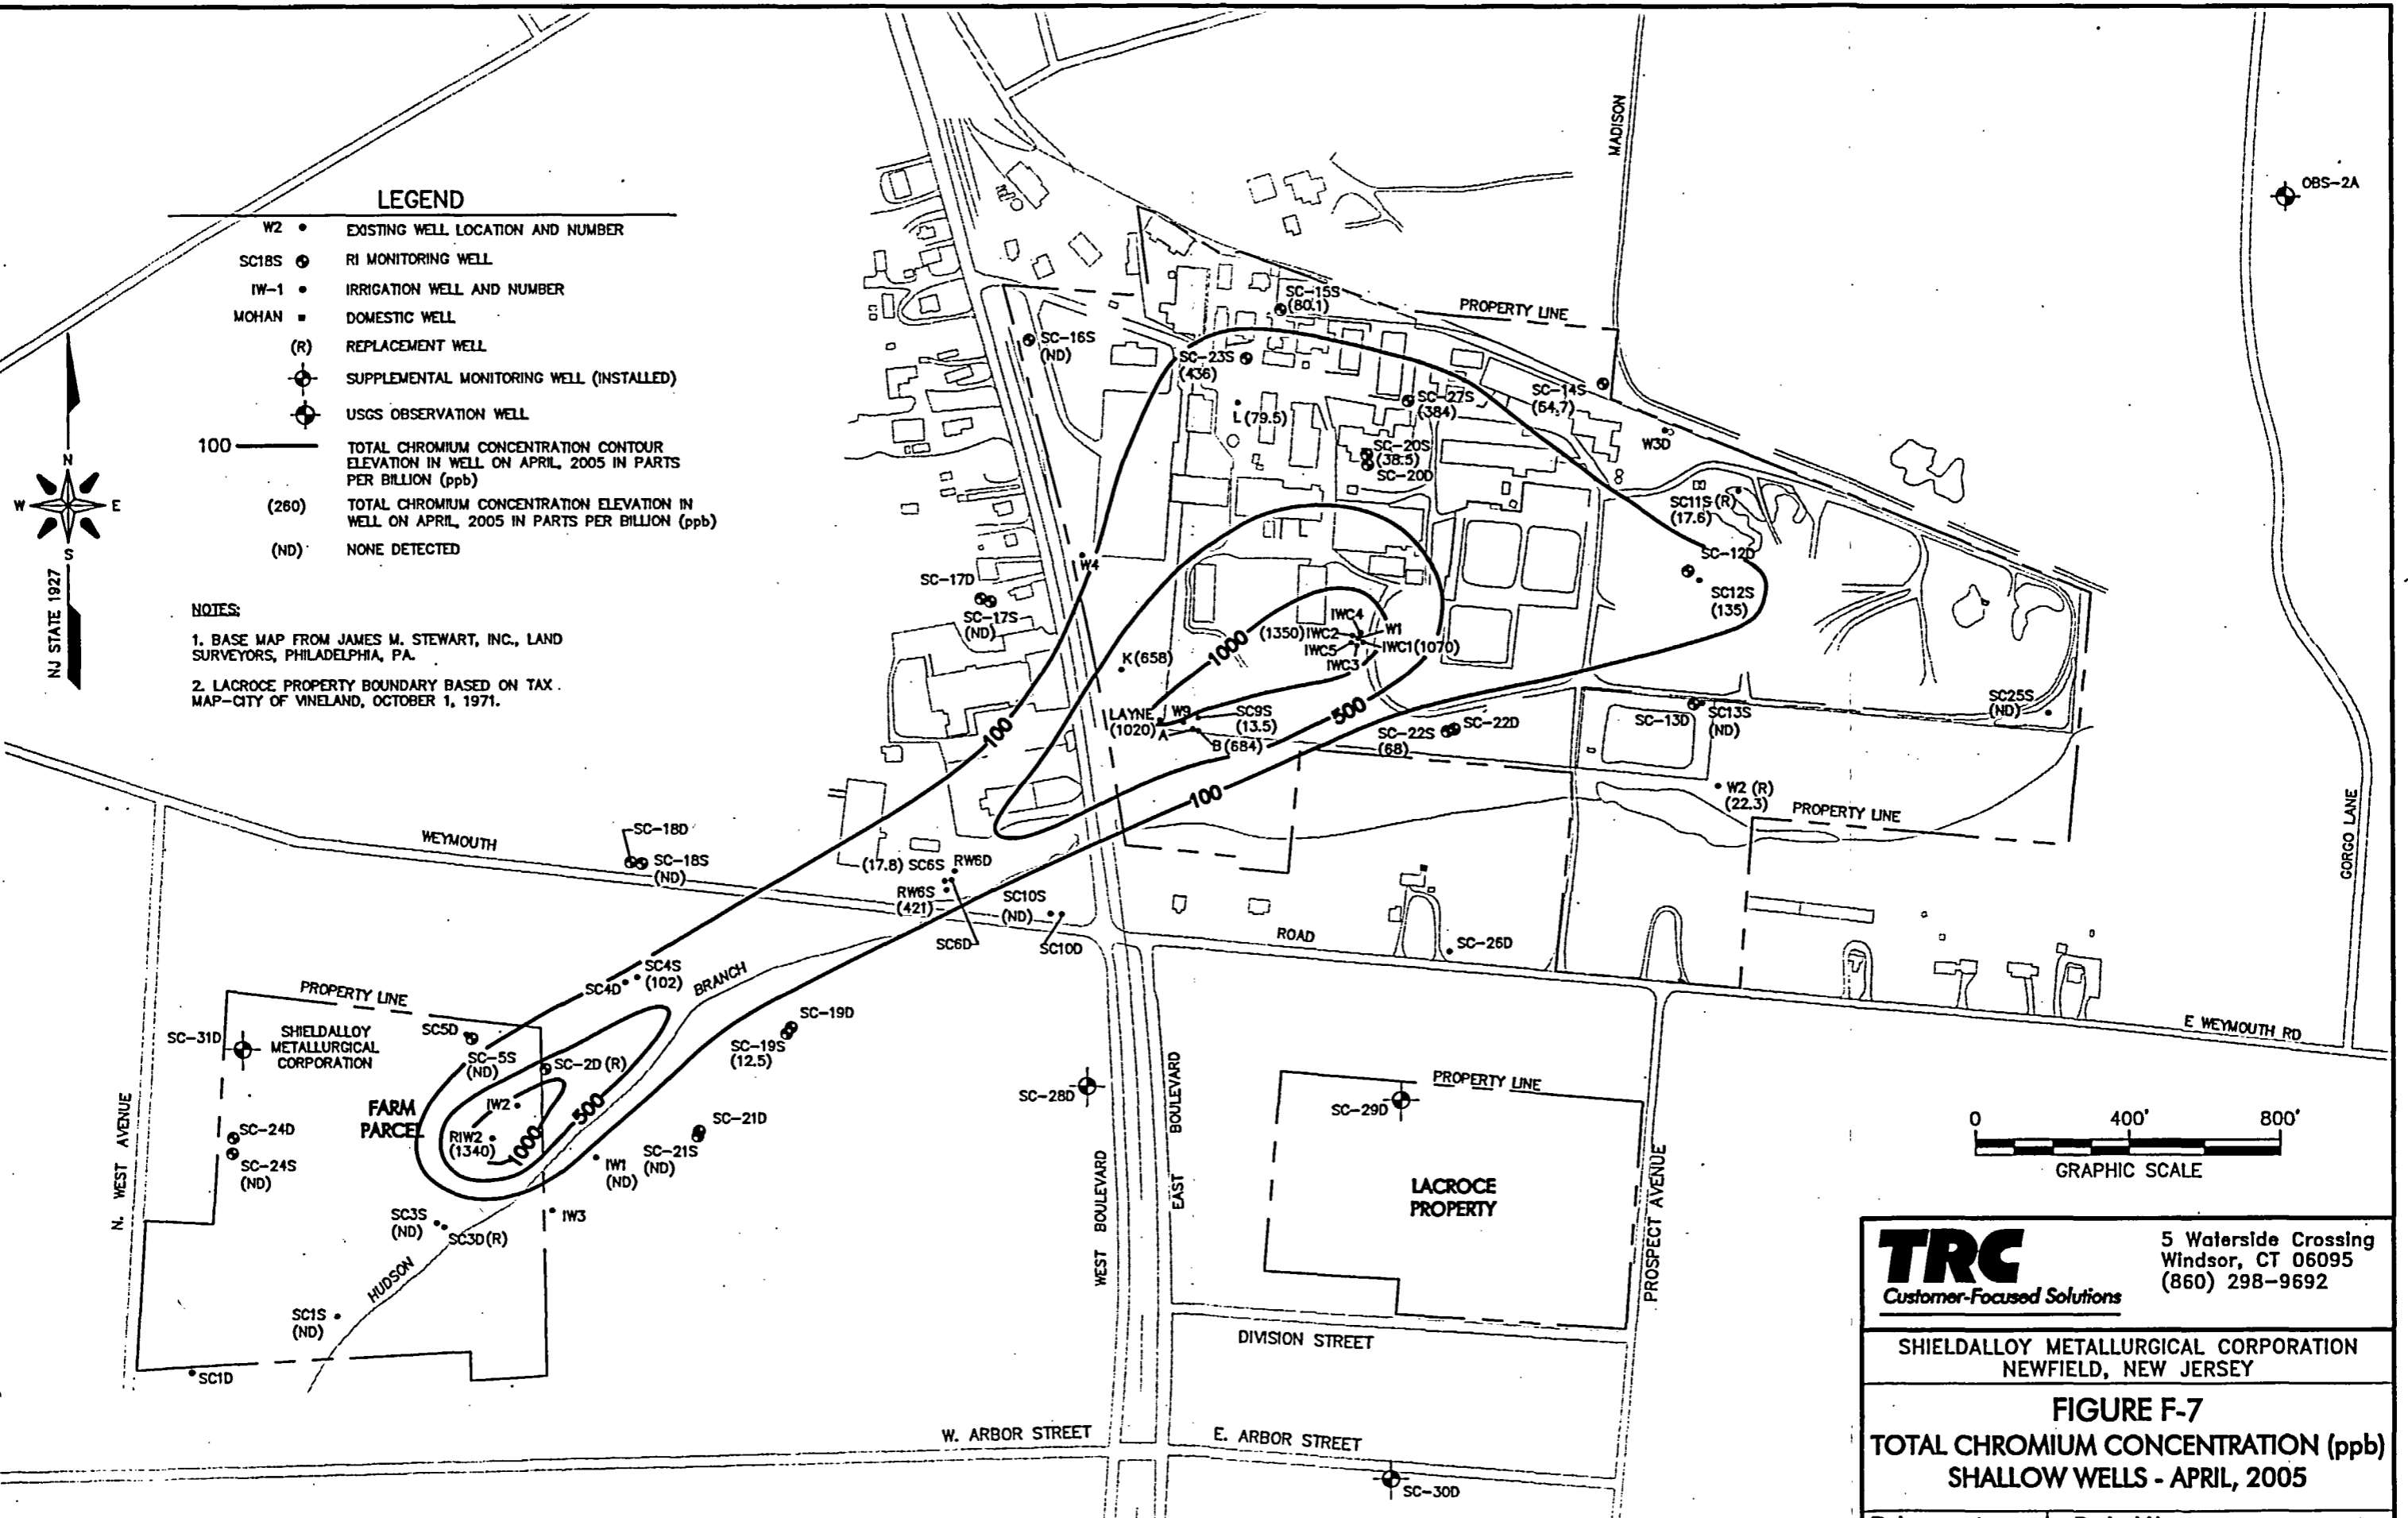 LEGEND
W2 EXISTING WELL LOCATION AND NUMBER
SC18S RI MONITORING WELL
IW-1 IRRIGATION WELL AND NUMBER
MOHAN DOMESTIC WELL
(R) REPLACEMENT WELL
SUPPLEMENTAL MONITORING WELL (INSTALLED)
USGS OBSERVATION WELL
100 TOTAL CHROMIUM CONCENTRATION CONTOUR
ELEVATION IN WELL ON APRIL, 2005 IN PARTS
PER BILLION (ppb)
(260) TOTAL CHROMIUM CONCENTRATION ELEVATION IN
WELL ON APRIL, 2005 IN PARTS PER BILLION (ppb)
(ND) NONE DETECTED
N
W E
S
NJ STATE 1927
NOTES:
1. BASE MAP FROM JAMES M. STEWART, INC., LAND
SURVEYORS, PHILADELPHIA, PA.
2. LACROCE PROPERTY BOUNDARY BASED ON TAX
MAP-CITY OF VINELAND, OCTOBER 1, 1971.
MADISON
OBS-2A
SC-15S
(80.1)
PROPERTY LINE
SC-16S
(ND)
SC-23S
(436)
SC-14S
(54.7)
SC-27S
(384)
L (79.5)
W3D
SC-20S
(38.5)
SC-20D
SC11S (R)
(17.6)
SC-12D
W4
SC-17D
SC12S
(135)
SC-17S
(ND)
IWC4
(1350) IWC2
W1
IWC5
IWC1 (1070)
IWC3
1000
K (658)
SC25S
(ND)
LAYNE
(1020)
W9
SC9S
(13.5)
500
A
B (684)
SC-22D
SC-22S
(68)
SC-13D
SC13S
(ND)
100
100
W2 (R)
(22.3)
PROPERTY LINE
GORGO LANE
WEYMOUTH
SC-18D
SC-18S
(ND)
(17.8) SC6S
RW6D
RW6S
(421)
SC10S
(ND)
SC6D
SC10D
ROAD
SC-26D
SC4S
(102)
SC4D
BRANCH
PROPERTY LINE
SC-31D
SHIELDALLOY
METALLURGICAL
CORPORATION
SC5D
SC-5S
(ND)
SC-2D (R)
SC-19D
SC-19S
(12.5)
E WEYMOUTH RD
N. WEST AVENUE
FARM
PARCEL
IW2
500
RIW2
(1340)
1000
SC-24D
SC-24S
(ND)
IW1
(ND)
SC-21D
SC-21S
(ND)
SC-28D
WEST BOULEVARD
EAST BOULEVARD
PROPERTY LINE
SC-29D
LACROCE
PROPERTY
PROSPECT AVENUE
0 400' 800'
GRAPHIC SCALE
SC3S
(ND)
SC3D(R)
IW3
HUDSON
SC1S
(ND)
SC1D
DIVISION STREET
W. ARBOR STREET
E. ARBOR STREET
SC-30D
TRC
Customer-Focused Solutions
5 Waterside Crossing
Windsor, CT 06095
(860) 298-9692
SHIELDALLOY METALLURGICAL CORPORATION
NEWFIELD, NEW JERSEY
FIGURE F-7
TOTAL CHROMIUM CONCENTRATION (ppb)
SHALLOW WELLS - APRIL, 2005